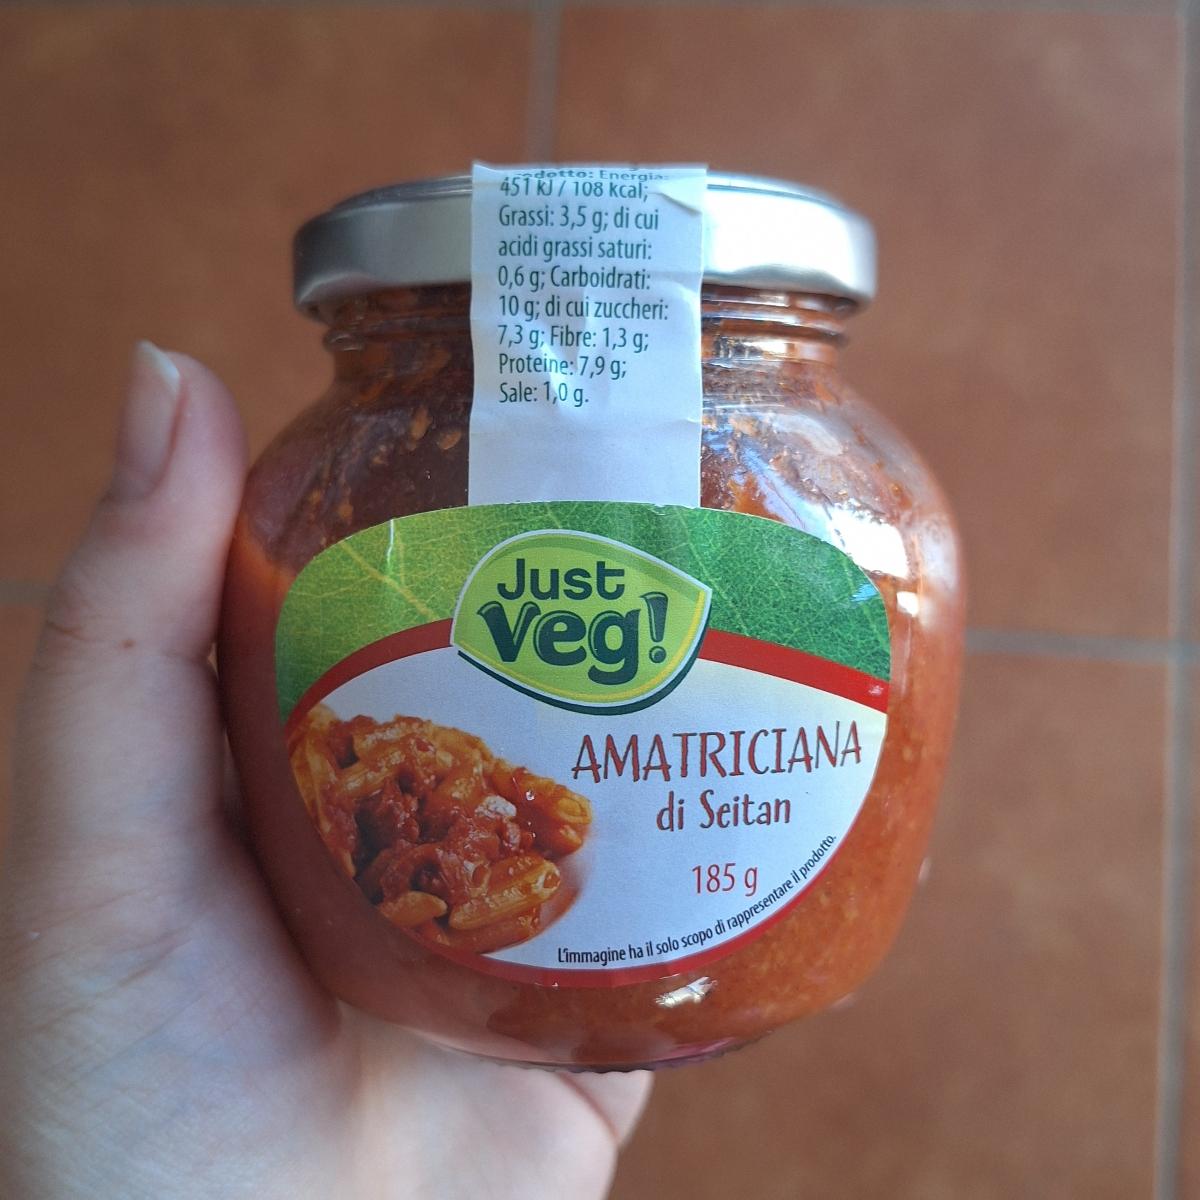 prodotto: Energia:
451 kJ / 108 kcal;
Grassi: 3,5 g; di cui
acidi grassi saturi:
0,6 g; Carboidrati:
10 g; di cui zuccheri:
7,3 g; Fibre: 1,3 g;
Proteine: 7,9 g;
Sale: 1,0 g.
Just
Veg!
AMATRICIANA
di Seitan
185 g
L'immagine ha il solo scopo di rappresentare il prodotto.